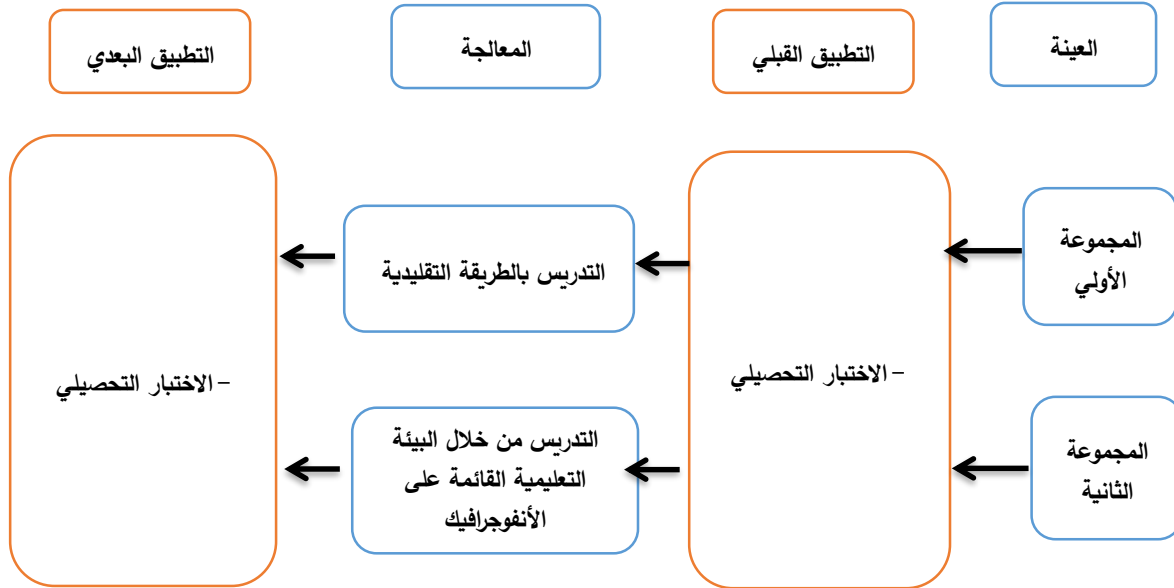 العينة
التطبيق القبلي
المعالجة
التطبيق البعدي
المجموعة
الأولي
التدريس بالطريقة التقليدية
- الاختبار التحصيلي
- الاختبار التحصيلي
المجموعة
الثانية
التدريس من خلال البيئة
التعليمية القائمة على
الأنفوجرافيك